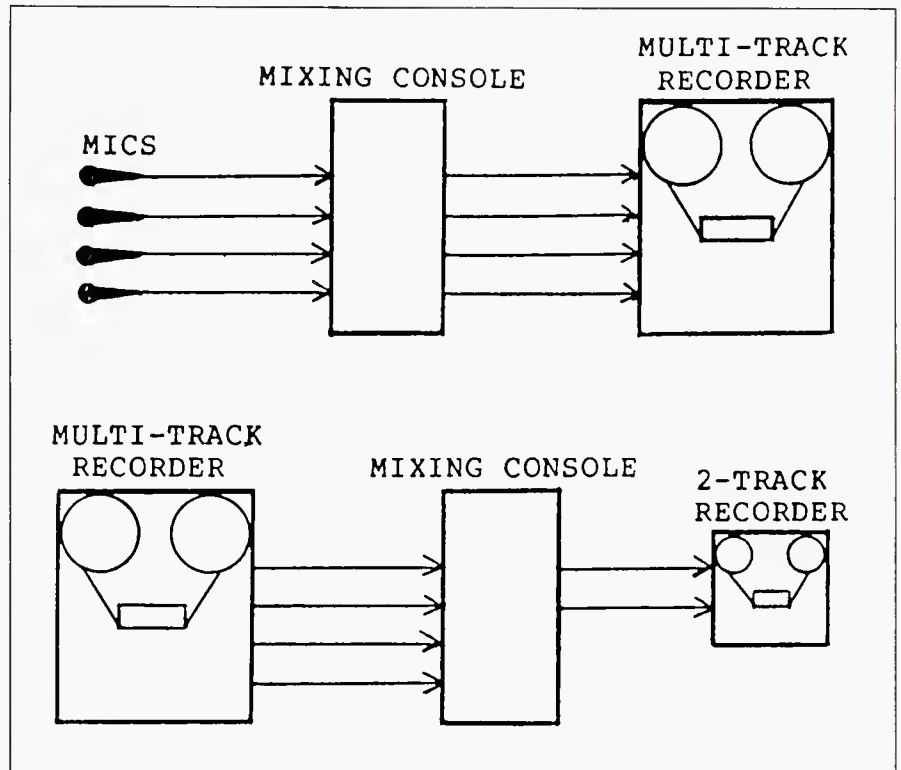 MULTI-TRACK
RECORDER
MIXING CONSOLE
MICS
MULTI-TRACK
RECORDER
MIXING CONSOLE
2-TRACK
RECORDER